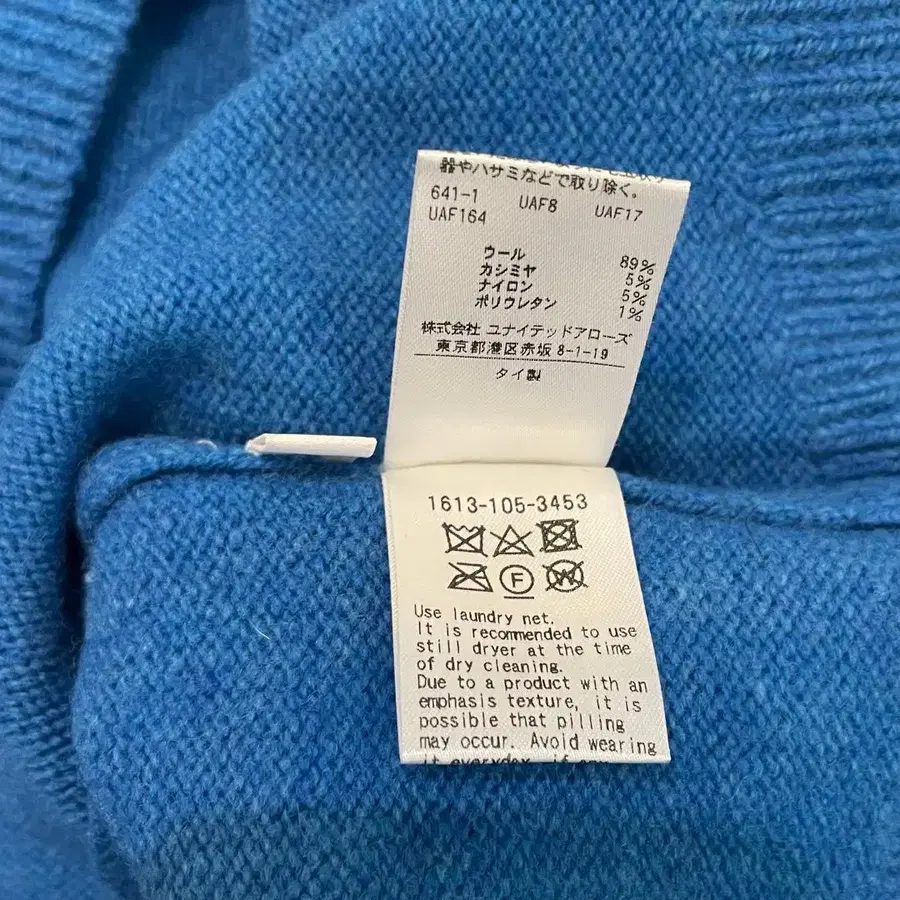 器やハサミなどで取り除く。
641-1 UAF8 UAF17
UAF164
ウール 89%
カシミヤ 5%
ナイロン 5%
ポリウレタン 1%
株式会社 ユナイテッドアローズ
東京都港区赤坂8-1-19
タイ製
1613-105-3453
F
W
Use laundry net.
It is recommended to use
still dryer at the time
of dry cleaning.
Due to a product with an
emphasis texture, it is
possible that pilling
may occur. Avoid wearing
it everyday, if any